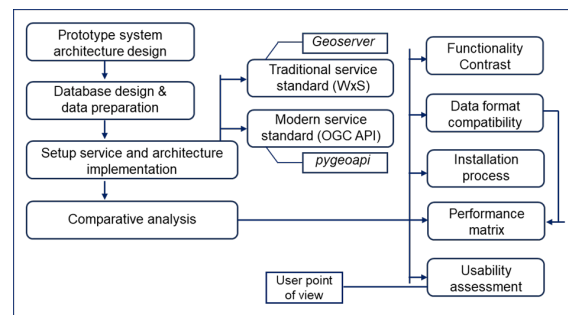 Prototype system
architecture design
Database design &
data preparation
Setup service and architecture
implementation
Comparative analysis
Geoserver
Traditional service
standard (WxS)
Modern service
standard (OGC API)
pygeoapi
Functionality
Contrast
Data format
compatibility
Installation
process
Performance
matrix
Usability
assessment
User point
of view